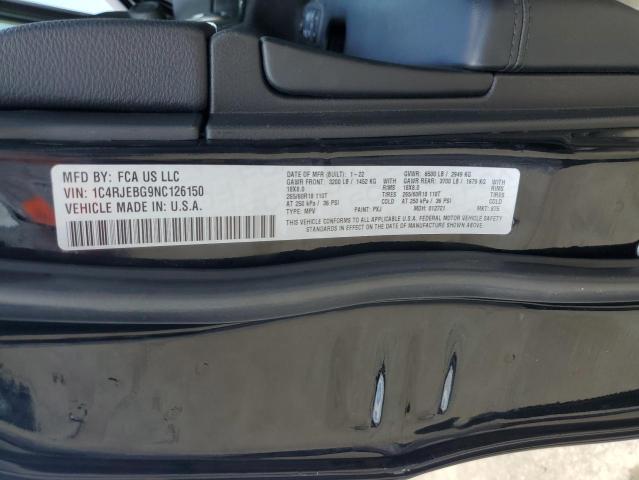 MFD BY: FCA US LLC
VIN: 1C4RJEBG9NC126150
VEHICLE MADE IN U.S.A.
DATE OF MFR (BUILT): 1-22 GVWR: 6500 LB / 2949 KG
GAWR FRONT: 3200 LB / 1452 KG GAWR REAR: 3700 LB / 1679 KG
18X8.0 RIMS 18X8.0 RIMS
265/60R18 110T TIRES 265/60R18 110T TIRES
AT 250 kPa / 36 PSI COLD AT 250 kPa / 36 PSI COLD
TYPE: MPV PAINT: PXJ MDH: 012721 MKT:
THIS VEHICLE CONFORMS TO ALL APPLICABLE U.S.A. FEDERAL MOTOR VEHICLE SAFETY
STANDARDS IN EFFECT ON THE DATE OF MANUFACTURE SHOWN ABOVE.